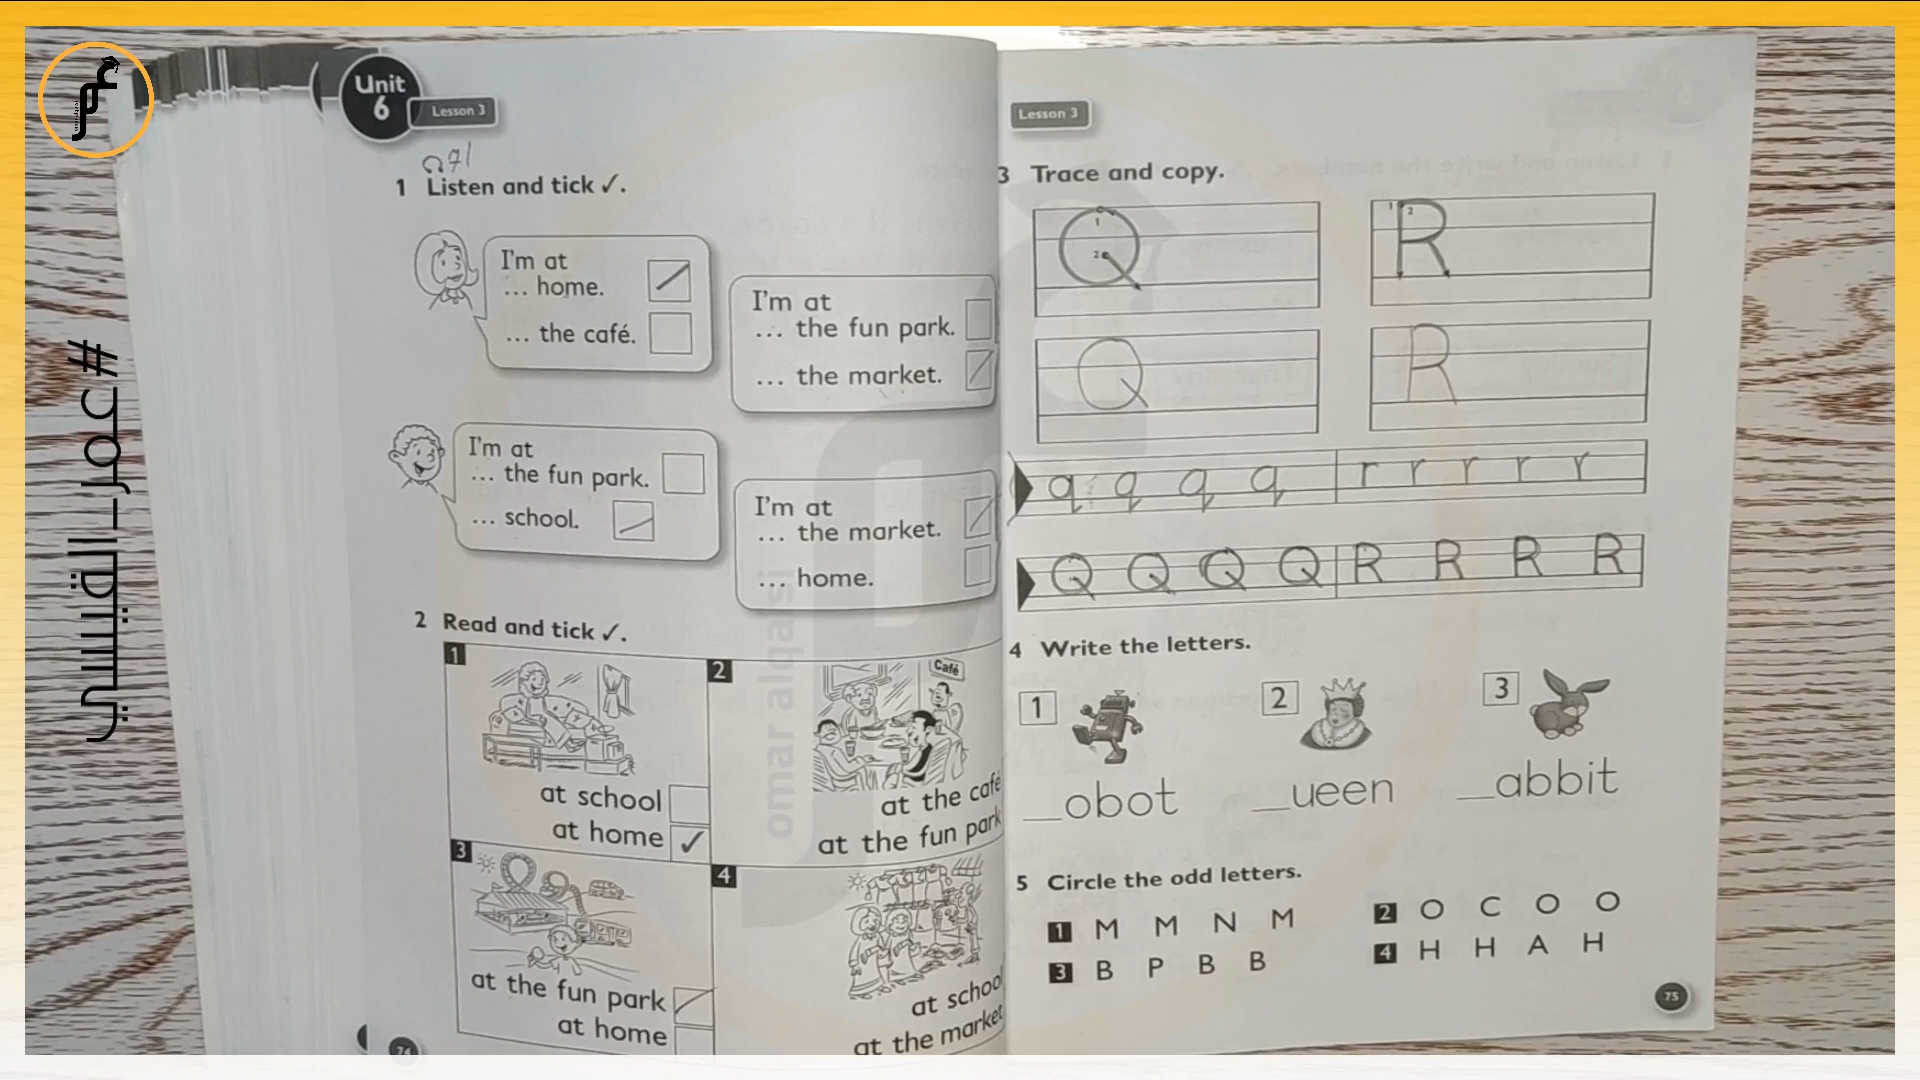 #عمر_القيسي
Unit
6
Lesson 3
1 Listen and tick ✓.
I'm at
... home.
... the café.
I'm at
... the fun park.
... the market.
I'm at
... the fun park.
... school.
I'm at
... the market.
... home.
2 Read and tick ✓.
1
at school
at home ✓
2
Café
at the café
at the fun park
3
at the fun park
at home
4
at school
at the market
74
omar alqaisi
Lesson 3
3 Trace and copy.
Q R
Q R
q q q q r r r r r
Q Q Q Q R R R R
4 Write the letters.
1 2 3
_obot _ueen _abbit
5 Circle the odd letters.
1 M M N M
2 O C O O
3 B P B B
4 H H A H
75